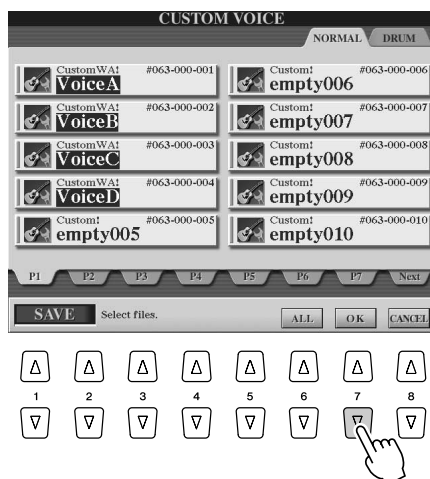 CUSTOM VOICE
NORMAL DRUM
CustomWA! #063-000-001
VoiceA
CustomWA! #063-000-002
VoiceB
CustomWA! #063-000-003
VoiceC
CustomWA! #063-000-004
VoiceD
Custom! #063-000-005
empty005
Custom! #063-000-006
empty006
Custom! #063-000-007
empty007
Custom! #063-000-008
empty008
Custom! #063-000-009
empty009
Custom! #063-000-010
empty010
P1 P2 P3 P4 P5 P6 P7 Next
SAVE Select files. ALL OK CANCEL
1 2 3 4 5 6 7 8